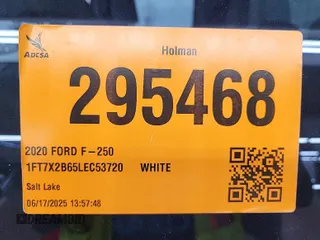 ADESA
Holman
295468
2020 FORD F-250
1FT7X2B65LEC53720 WHITE
Salt Lake
06/17/2025 13:57:48